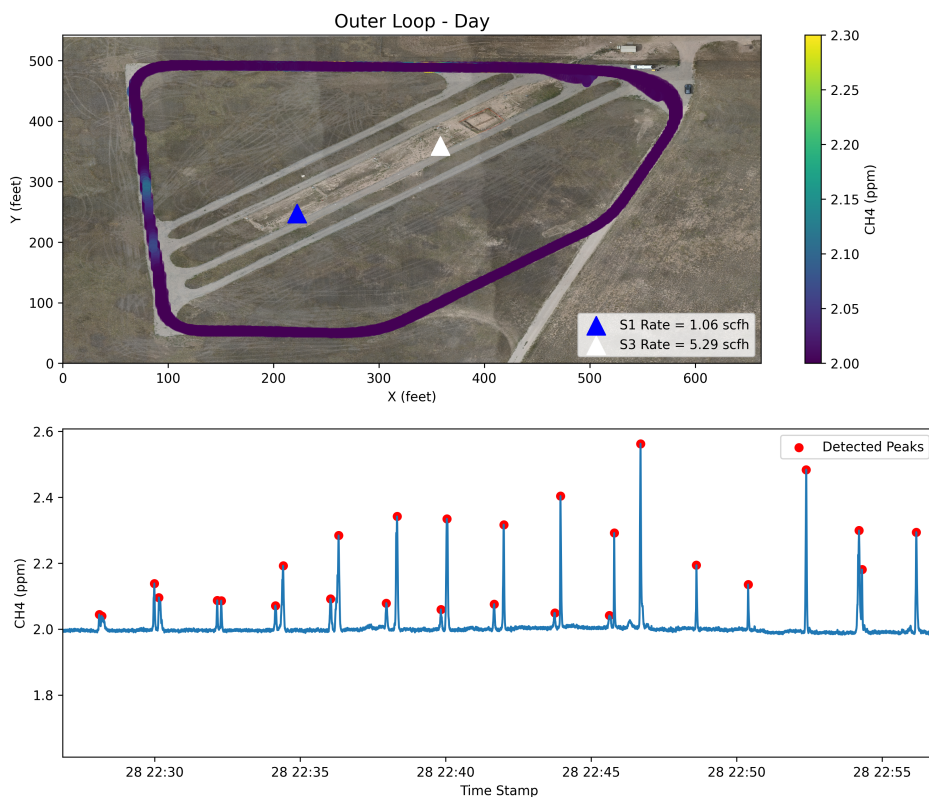 Outer Loop - Day
500
400
300
200
100
0
Y (feet)
0 100 200 300 400 500 600
X (feet)
S1 Rate = 1.06 scfh
S3 Rate = 5.29 scfh
2.30
2.25
2.20
2.15
2.10
2.05
2.00
CH4 (ppm)
2.6
2.4
2.2
2.0
1.8
CH4 (ppm)
Detected Peaks
28 22:30 28 22:35 28 22:40 28 22:45 28 22:50 28 22:55
Time Stamp